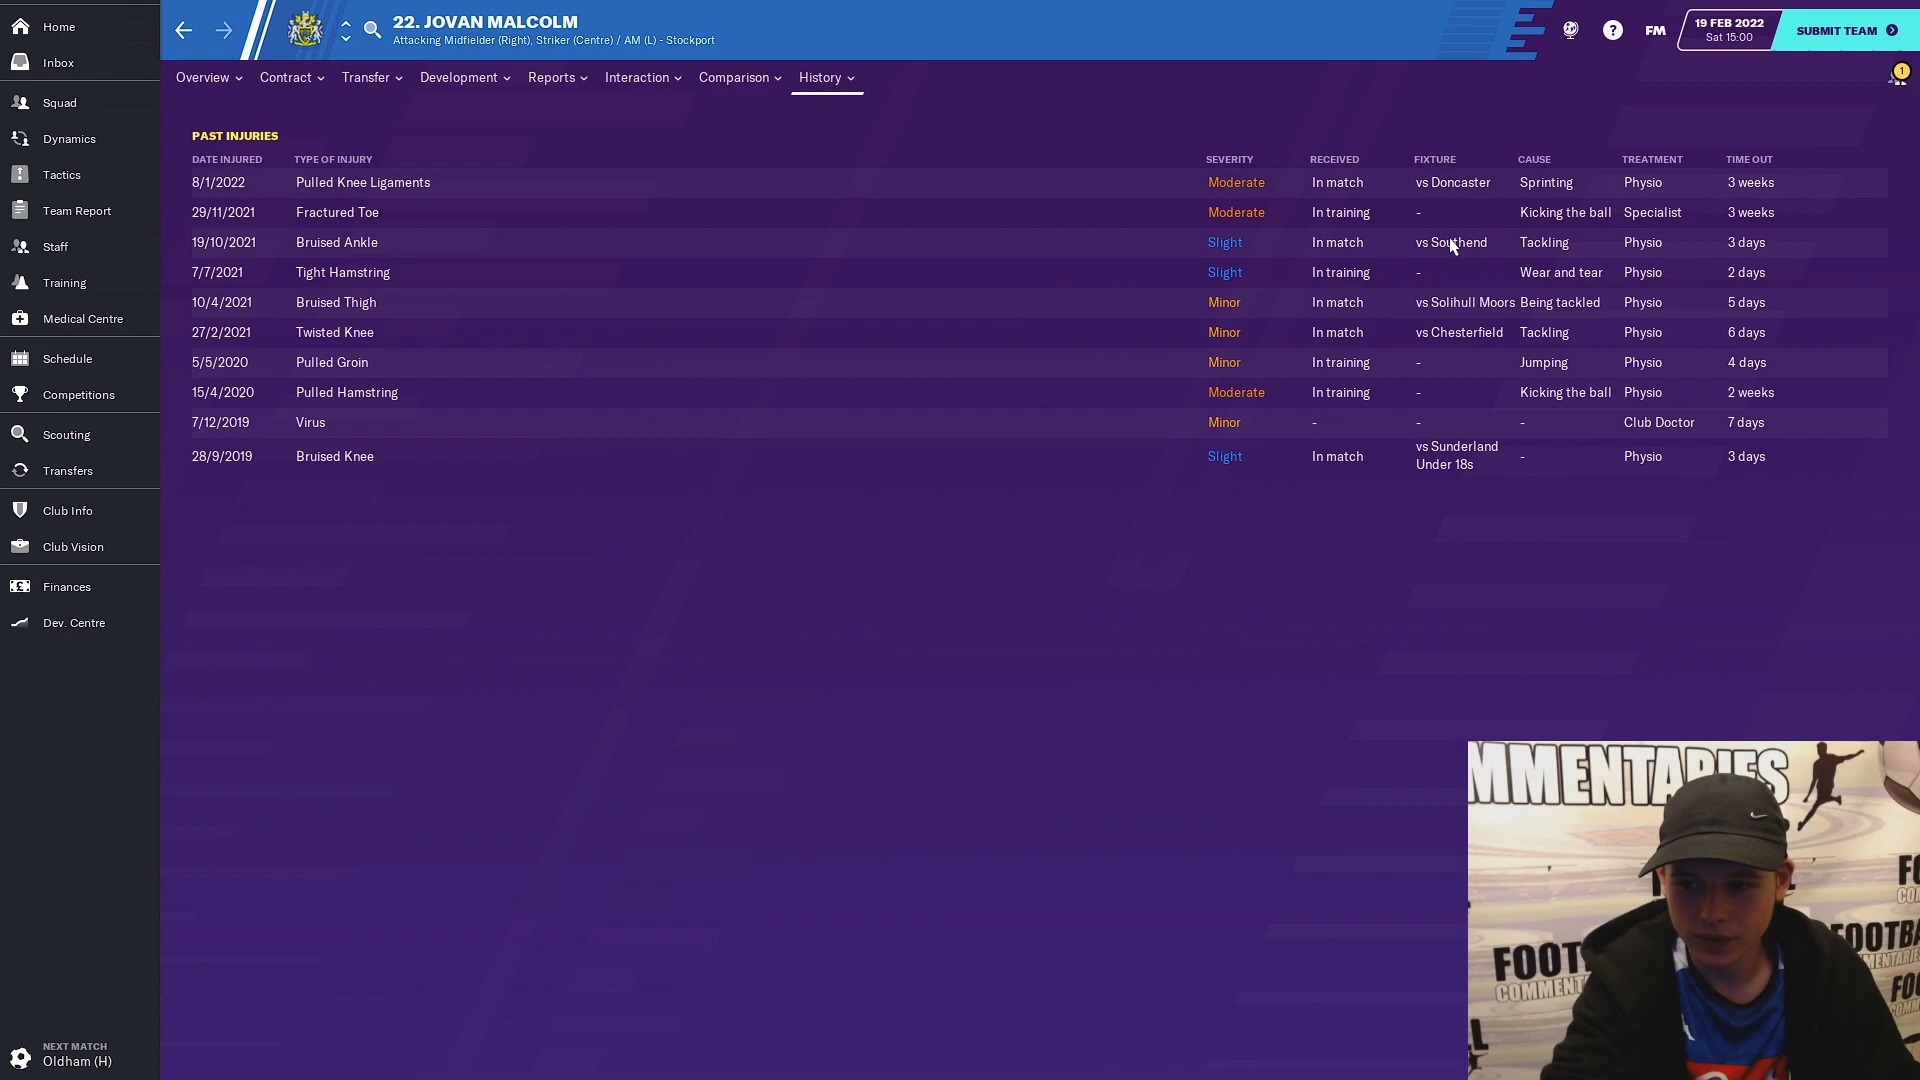 Home
Inbox
Squad
Dynamics
Tactics
Team Report
Staff
Training
Medical Centre
Schedule
Competitions
Scouting
Transfers
Club Info
Club Vision
Finances
Dev. Centre
NEXT MATCH
Oldham (H)
22. JOVAN MALCOLM
Attacking Midfielder (Right), Striker (Centre) / AM (L) - Stockport
? FM
19 FEB 2022
Sat 15:00
SUBMIT TEAM
Overview Contract Transfer Development Reports Interaction Comparison History
1
PAST INJURIES
DATE INJURED TYPE OF INJURY SEVERITY RECEIVED FIXTURE CAUSE TREATMENT TIME OUT
8/1/2022 Pulled Knee Ligaments Moderate In match vs Doncaster Sprinting Physio 3 weeks
29/11/2021 Fractured Toe Moderate In training - Kicking the ball Specialist 3 weeks
19/10/2021 Bruised Ankle Slight In match vs Southend Tackling Physio 3 days
7/7/2021 Tight Hamstring Slight In training - Wear and tear Physio 2 days
10/4/2021 Bruised Thigh Minor In match vs Solihull Moors Being tackled Physio 5 days
27/2/2021 Twisted Knee Minor In match vs Chesterfield Tackling Physio 6 days
5/5/2020 Pulled Groin Minor In training - Jumping Physio 4 days
15/4/2020 Pulled Hamstring Moderate In training - Kicking the ball Physio 2 weeks
7/12/2019 Virus Minor - - - Club Doctor 7 days
28/9/2019 Bruised Knee Slight In match vs Sunderland Under 18s - Physio 3 days
MMENTARIES
FOOT
COMMENT
FOOTBA
MENTARIES